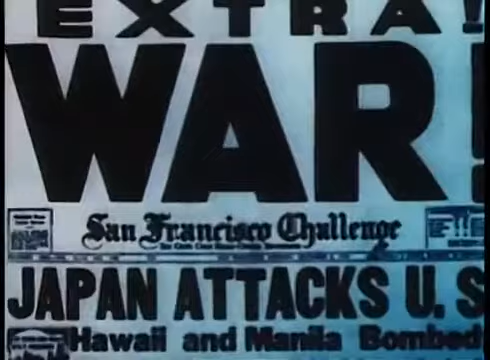 EXTRA!
WAR!
San Francisco Challenge
JAPAN ATTACKS U. S
Hawaii and Manila Bombed